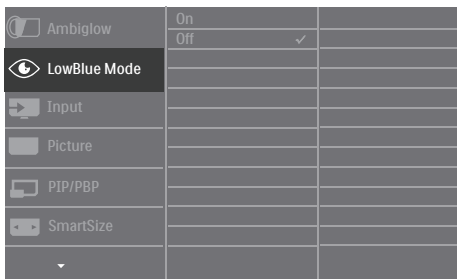 Ambiglow
On
Off
LowBlue Mode
Input
Picture
PIP/PBP
SmartSize